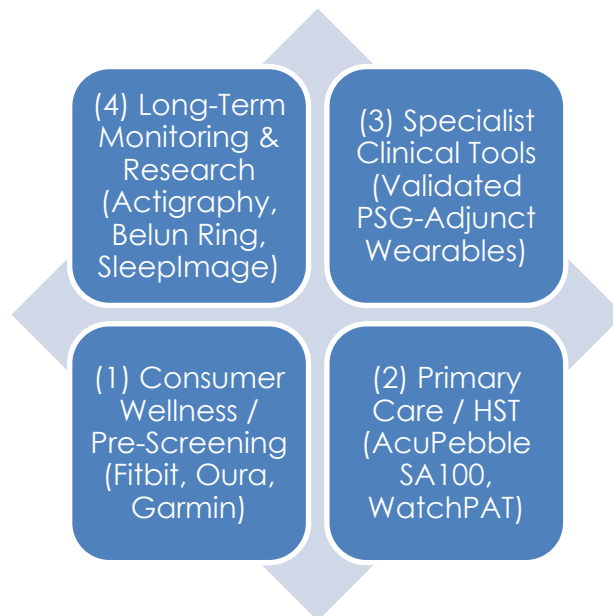 (4) Long-Term
Monitoring &
Research
(Actigraphy,
Belun Ring,
SleepImage)
(3) Specialist
Clinical Tools
(Validated
PSG-Adjunct
Wearables)
(1) Consumer
Wellness /
Pre-Screening
(Fitbit, Oura,
Garmin)
(2) Primary
Care / HST
(AcuPebble
SA100,
WatchPAT)